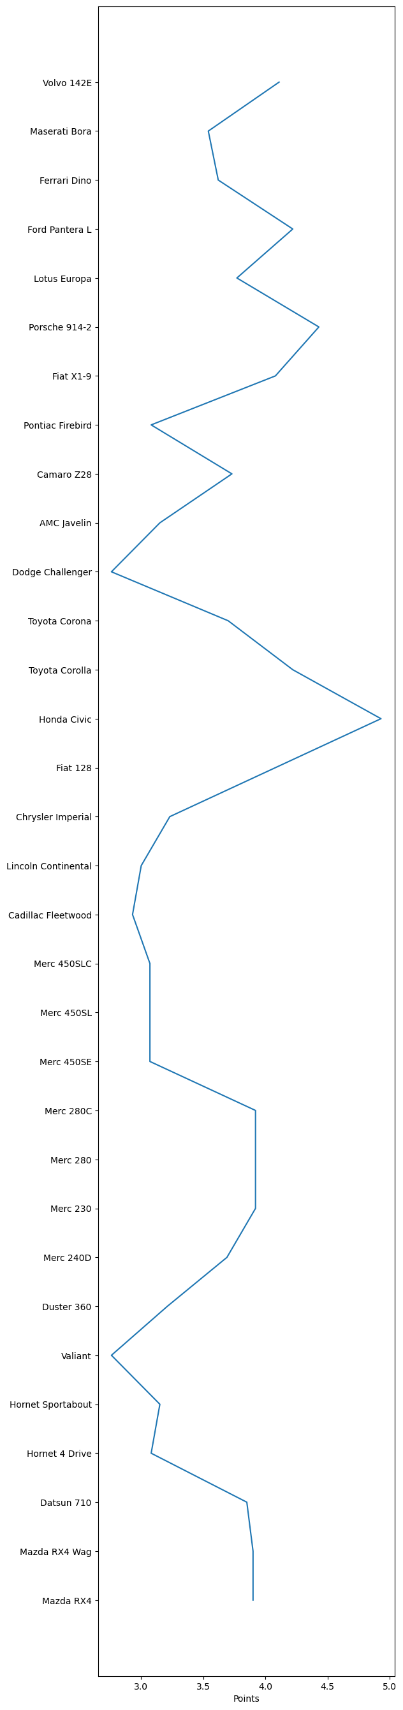 Volvo 142E
Maserati Bora
Ferrari Dino
Ford Pantera L
Lotus Europa
Porsche 914-2
Fiat X1-9
Pontiac Firebird
Camaro Z28
AMC Javelin
Dodge Challenger
Toyota Corona
Toyota Corolla
Honda Civic
Fiat 128
Chrysler Imperial
Lincoln Continental
Cadillac Fleetwood
Merc 450SLC
Merc 450SL
Merc 450SE
Merc 280C
Merc 280
Merc 230
Merc 240D
Duster 360
Valiant
Hornet Sportabout
Hornet 4 Drive
Datsun 710
Mazda RX4 Wag
Mazda RX4
3.0 3.5 4.0 4.5 5.0
Points